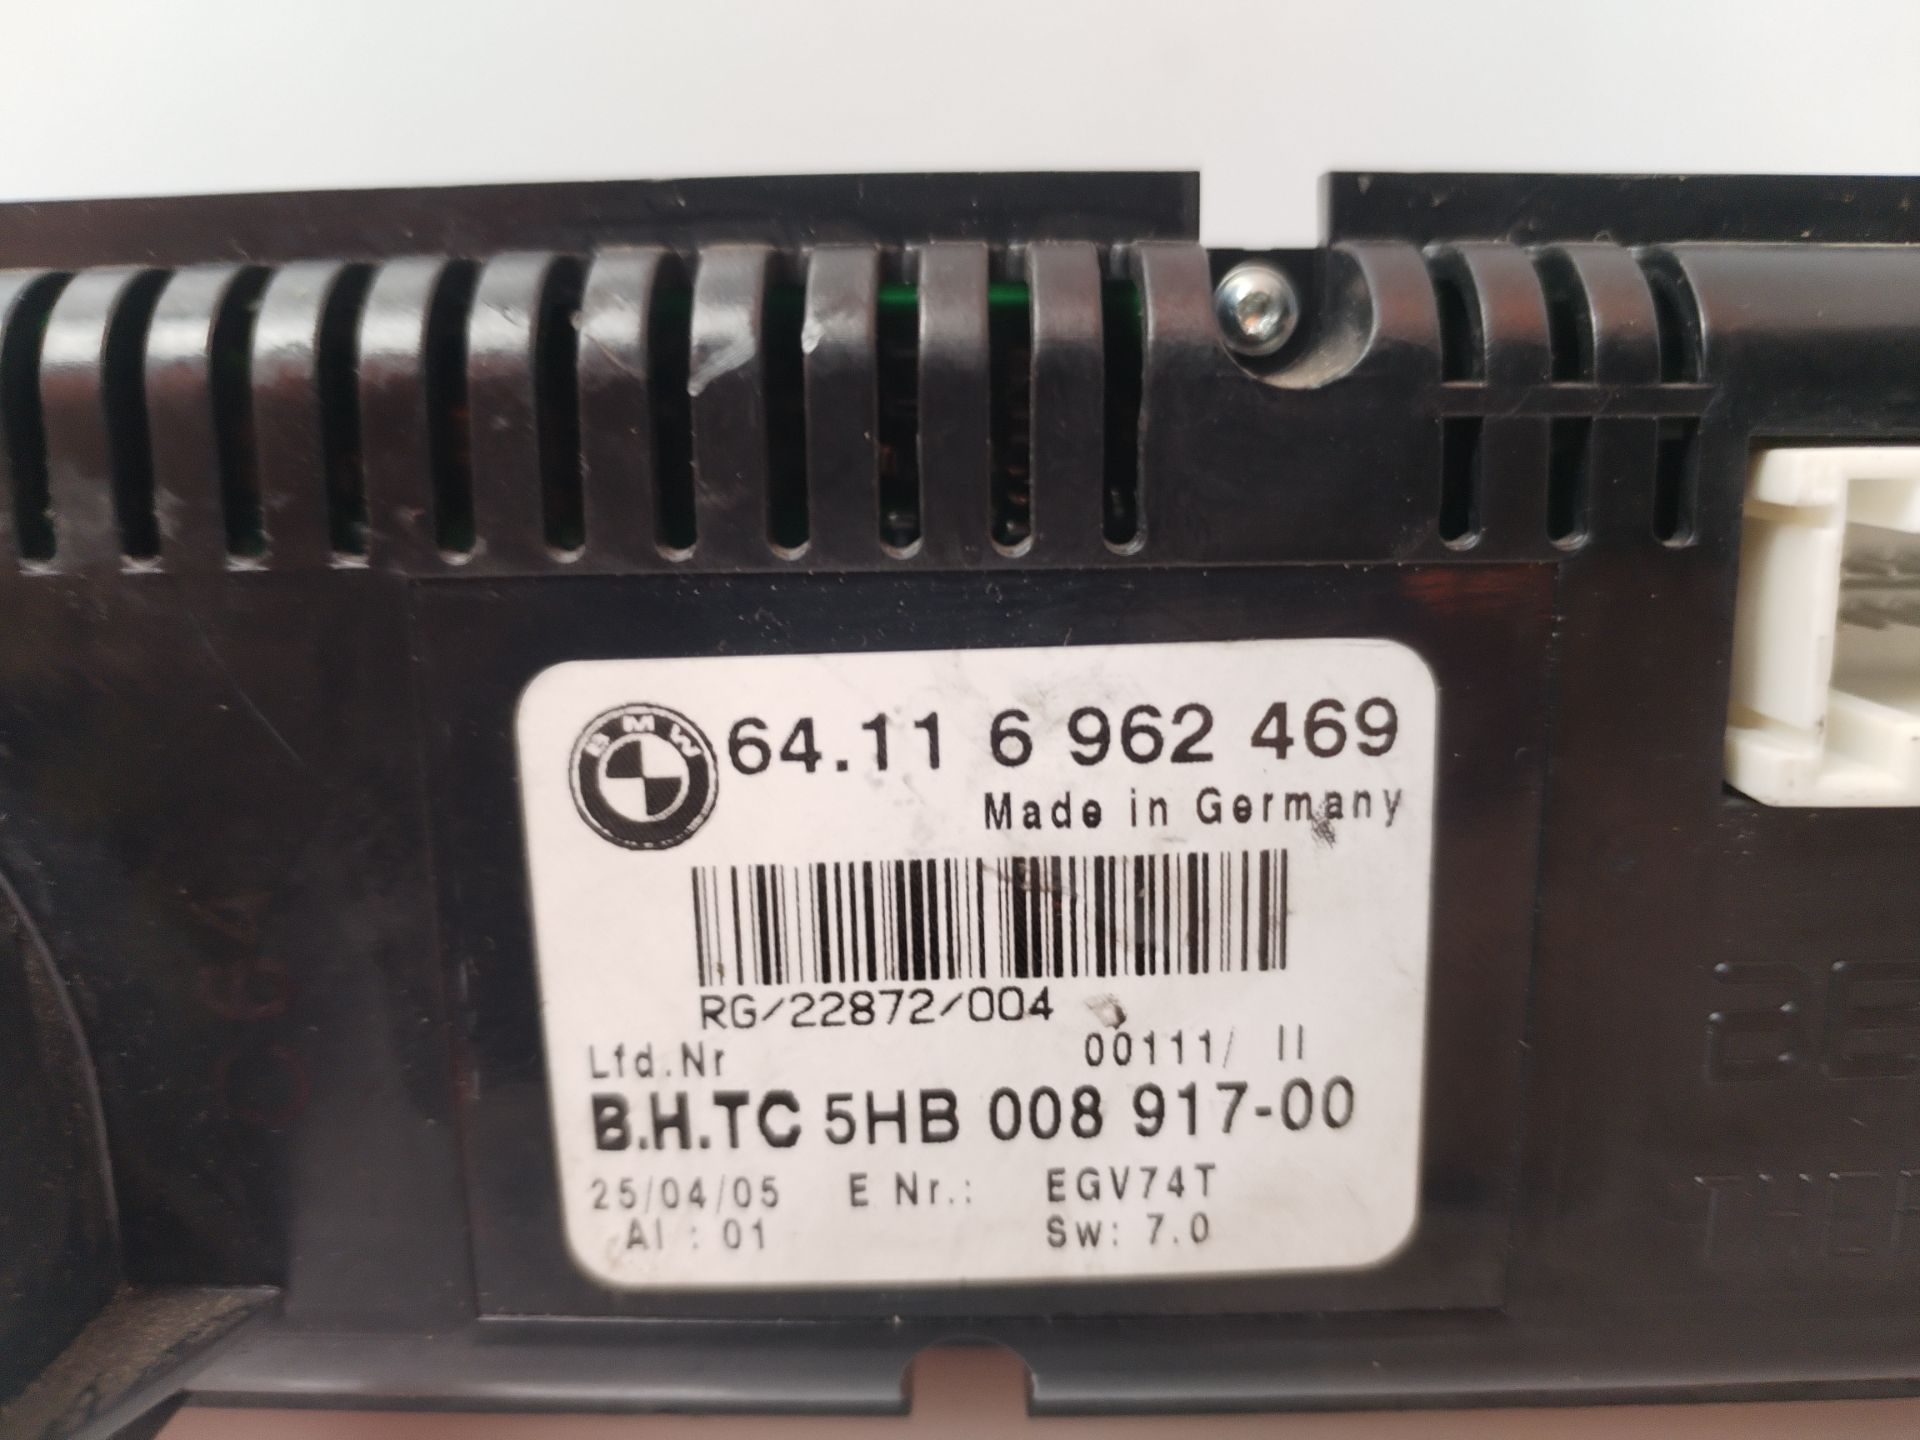 BMW 64.11 6 962 469
Made in Germany
RG/22872/004
Lfd.Nr 00111/ II
B.H.TC 5HB 008 917-00
25/04/05 E Nr.: EGV74T
AI : 01 Sw: 7.0